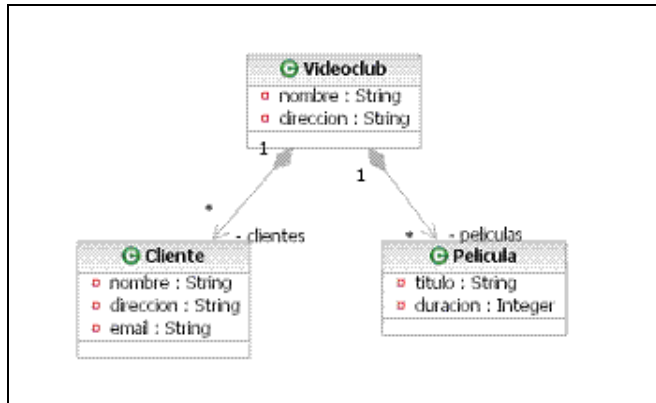 Videoclub
nombre : String
direccion : String
1
1
*
- clientes
* - peliculas
Cliente
nombre : String
direccion : String
email : String
Pelicula
titulo : String
duracion : Integer